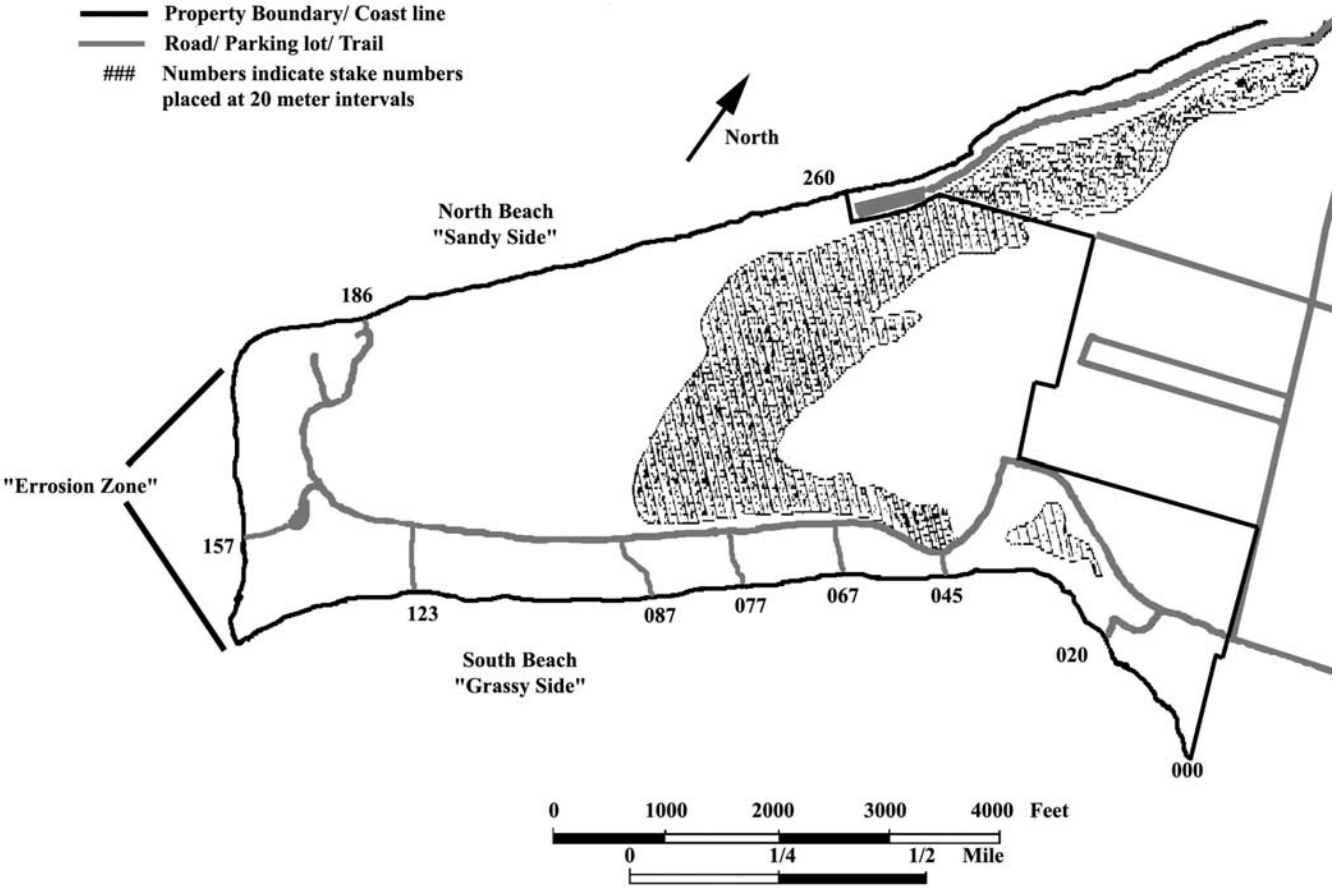 Property Boundary/ Coast line
Road/ Parking lot/ Trail
### Numbers indicate stake numbers
placed at 20 meter intervals
North
260
North Beach
"Sandy Side"
186
"Errosion Zone"
157
123
087
077
067
045
020
South Beach
"Grassy Side"
000
0 1000 2000 3000 4000 Feet
0 1/4 1/2 Mile